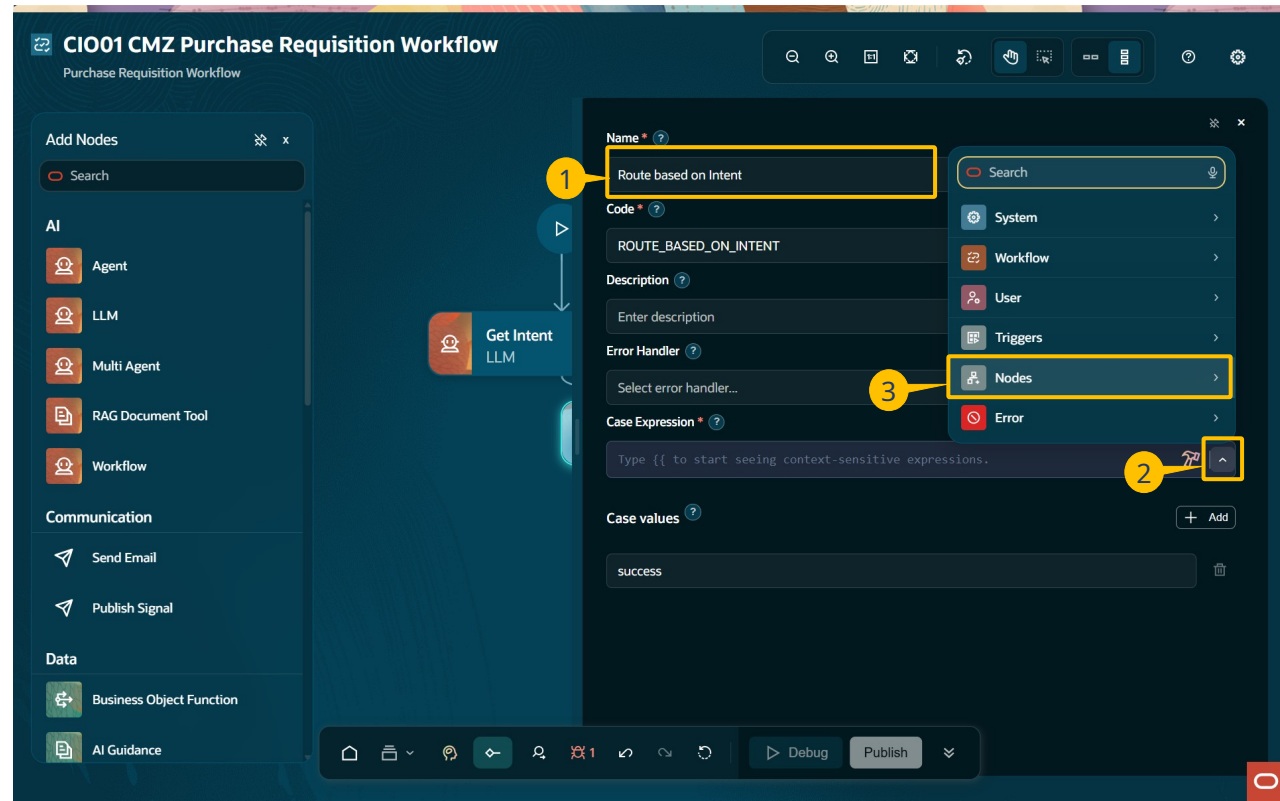 CIO01 CMZ Purchase Requisition Workflow
Purchase Requisition Workflow
Add Nodes
x
Search
AI
Agent
LLM
Multi Agent
RAG Document Tool
Workflow
Communication
Send Email
Publish Signal
Data
Business Object Function
AI Guidance
Get Intent
LLM
Name * ?
1
Route based on Intent
Code * ?
ROUTE_BASED_ON_INTENT
Description ?
Enter description
Error Handler ?
Select error handler...
Case Expression * ?
Type {{ to start seeing context-sensitive expressions.
2
Case values ?
+ Add
success
Search
System
Workflow
User
Triggers
3
Nodes
Error
1
Debug
Publish